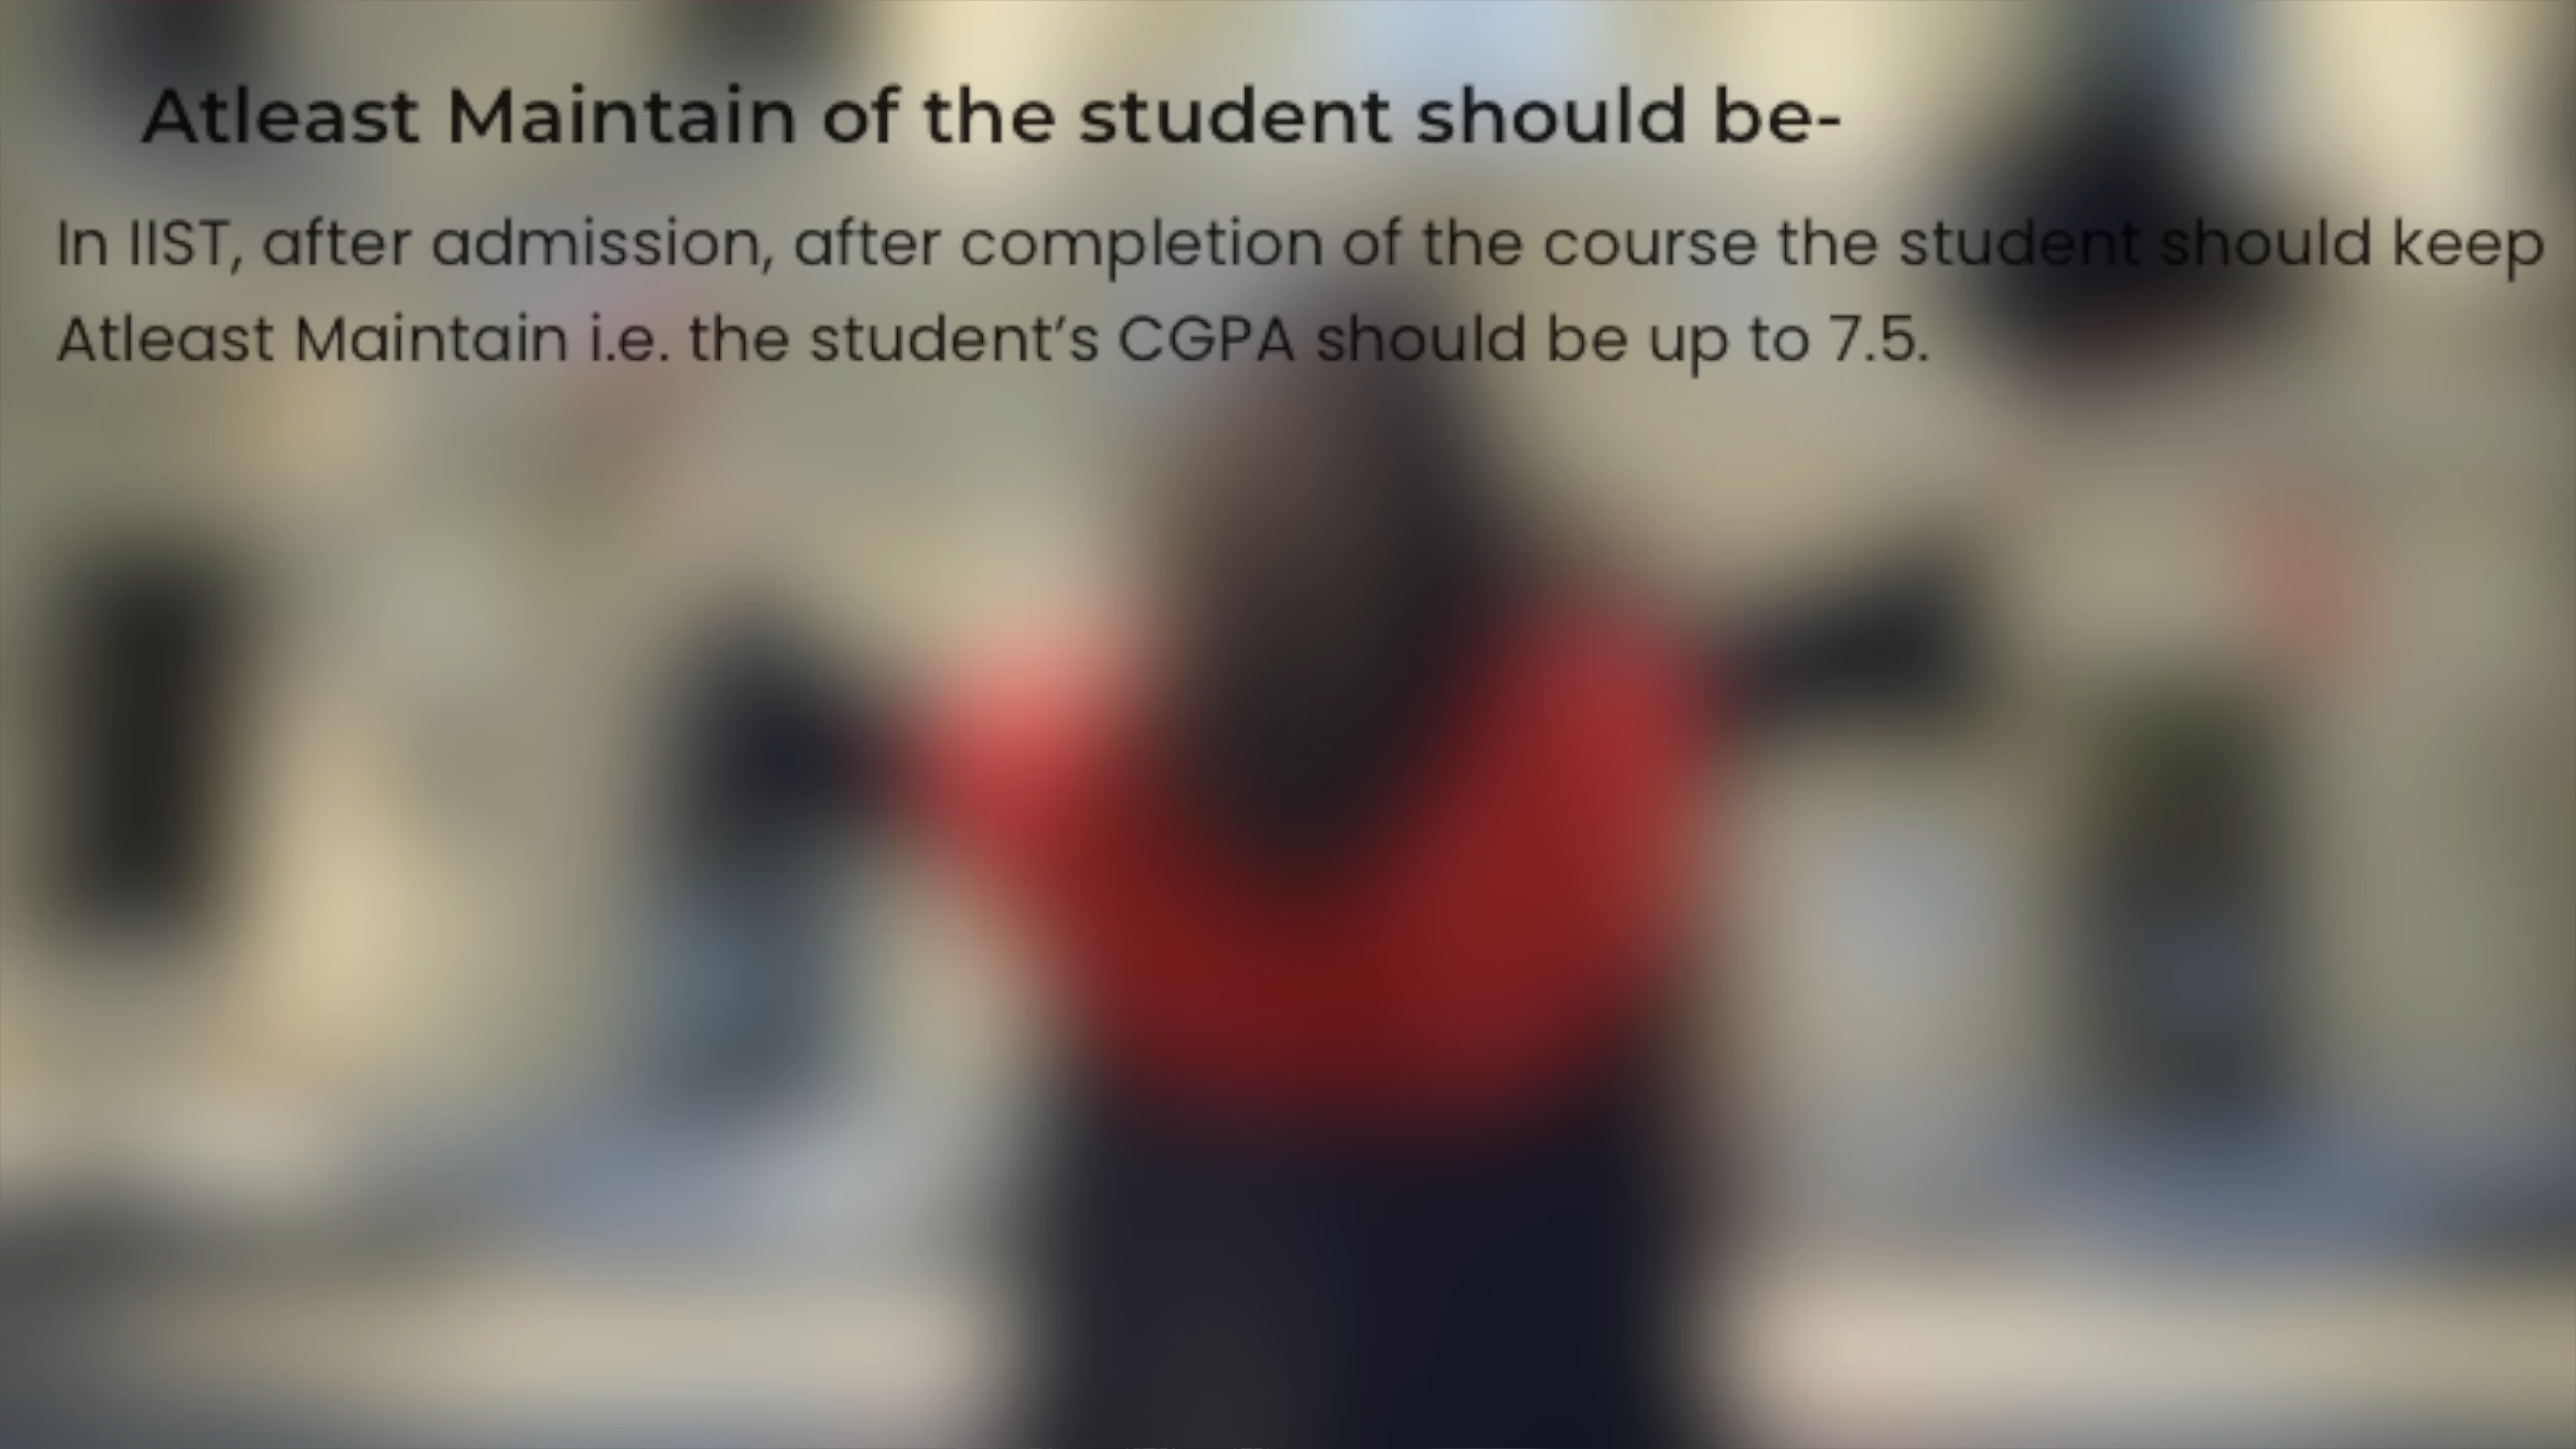 Atleast Maintain of the student should be-
In IIST, after admission, after completion of the course the student should keep
Atleast Maintain i.e. the student’s CGPA should be up to 7.5.